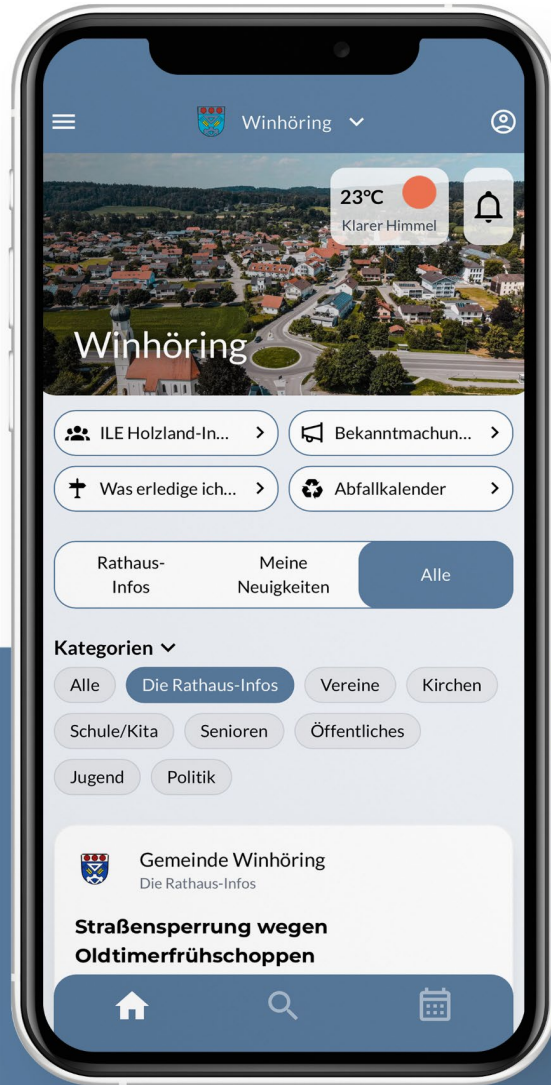 Winhöring
23°C
Klarer Himmel
Winhöring
ILE Holzland-In...
Bekanntmachun...
Was erledige ich...
Abfallkalender
Rathaus-
Infos
Meine
Neuigkeiten
Alle
Kategorien
Alle
Die Rathaus-Infos
Vereine
Kirchen
Schule/Kita
Senioren
Öffentliches
Jugend
Politik
Gemeinde Winhöring
Die Rathaus-Infos
Straßensperrung wegen
Oldtimerfrühschoppen